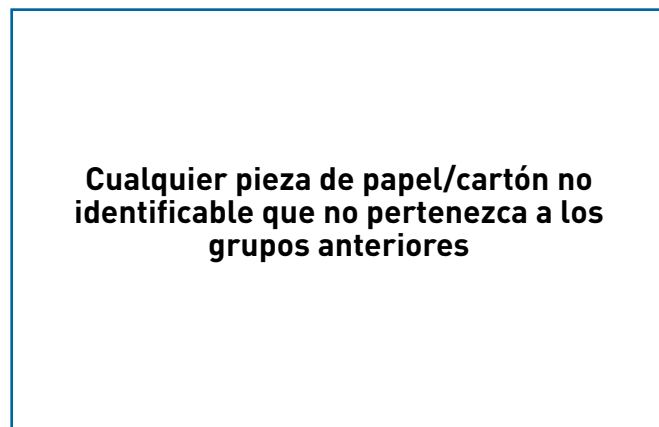 Cualquier pieza de papel/cartón no
identificable que no pertenezca a los
grupos anteriores